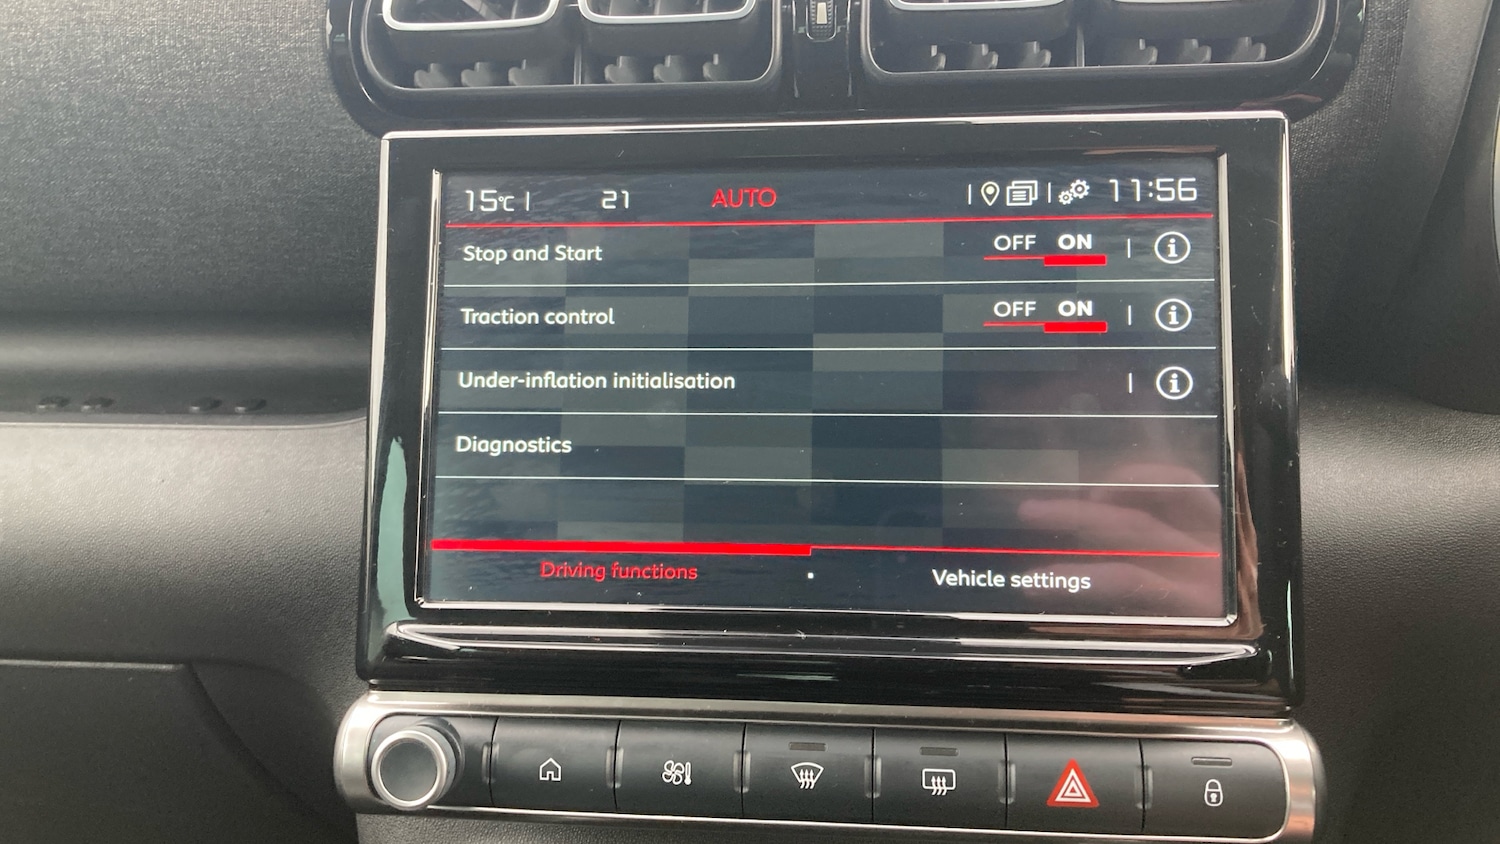 15°C 21 AUTO 11:56
Stop and Start OFF ON
Traction control OFF ON
Under-inflation initialisation
Diagnostics
Driving functions Vehicle settings